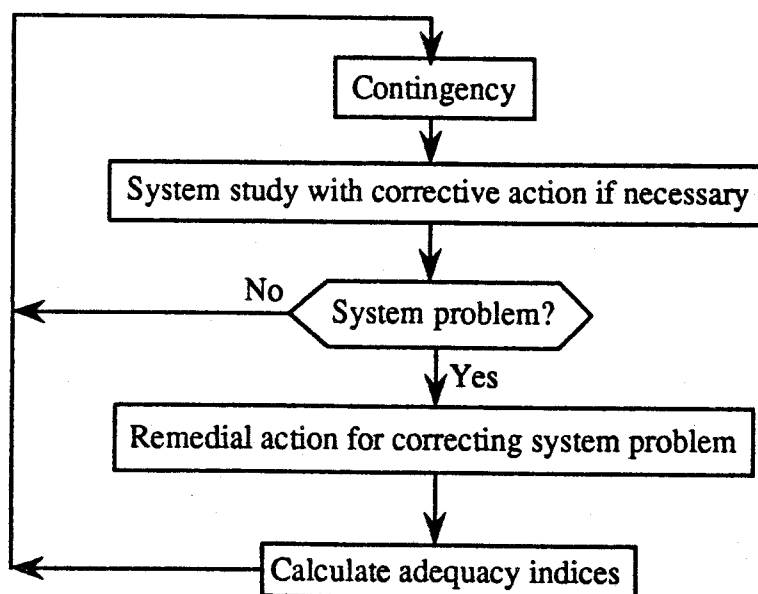 Contingency
System study with corrective action if necessary
No
System problem?
Yes
Remedial action for correcting system problem
Calculate adequacy indices